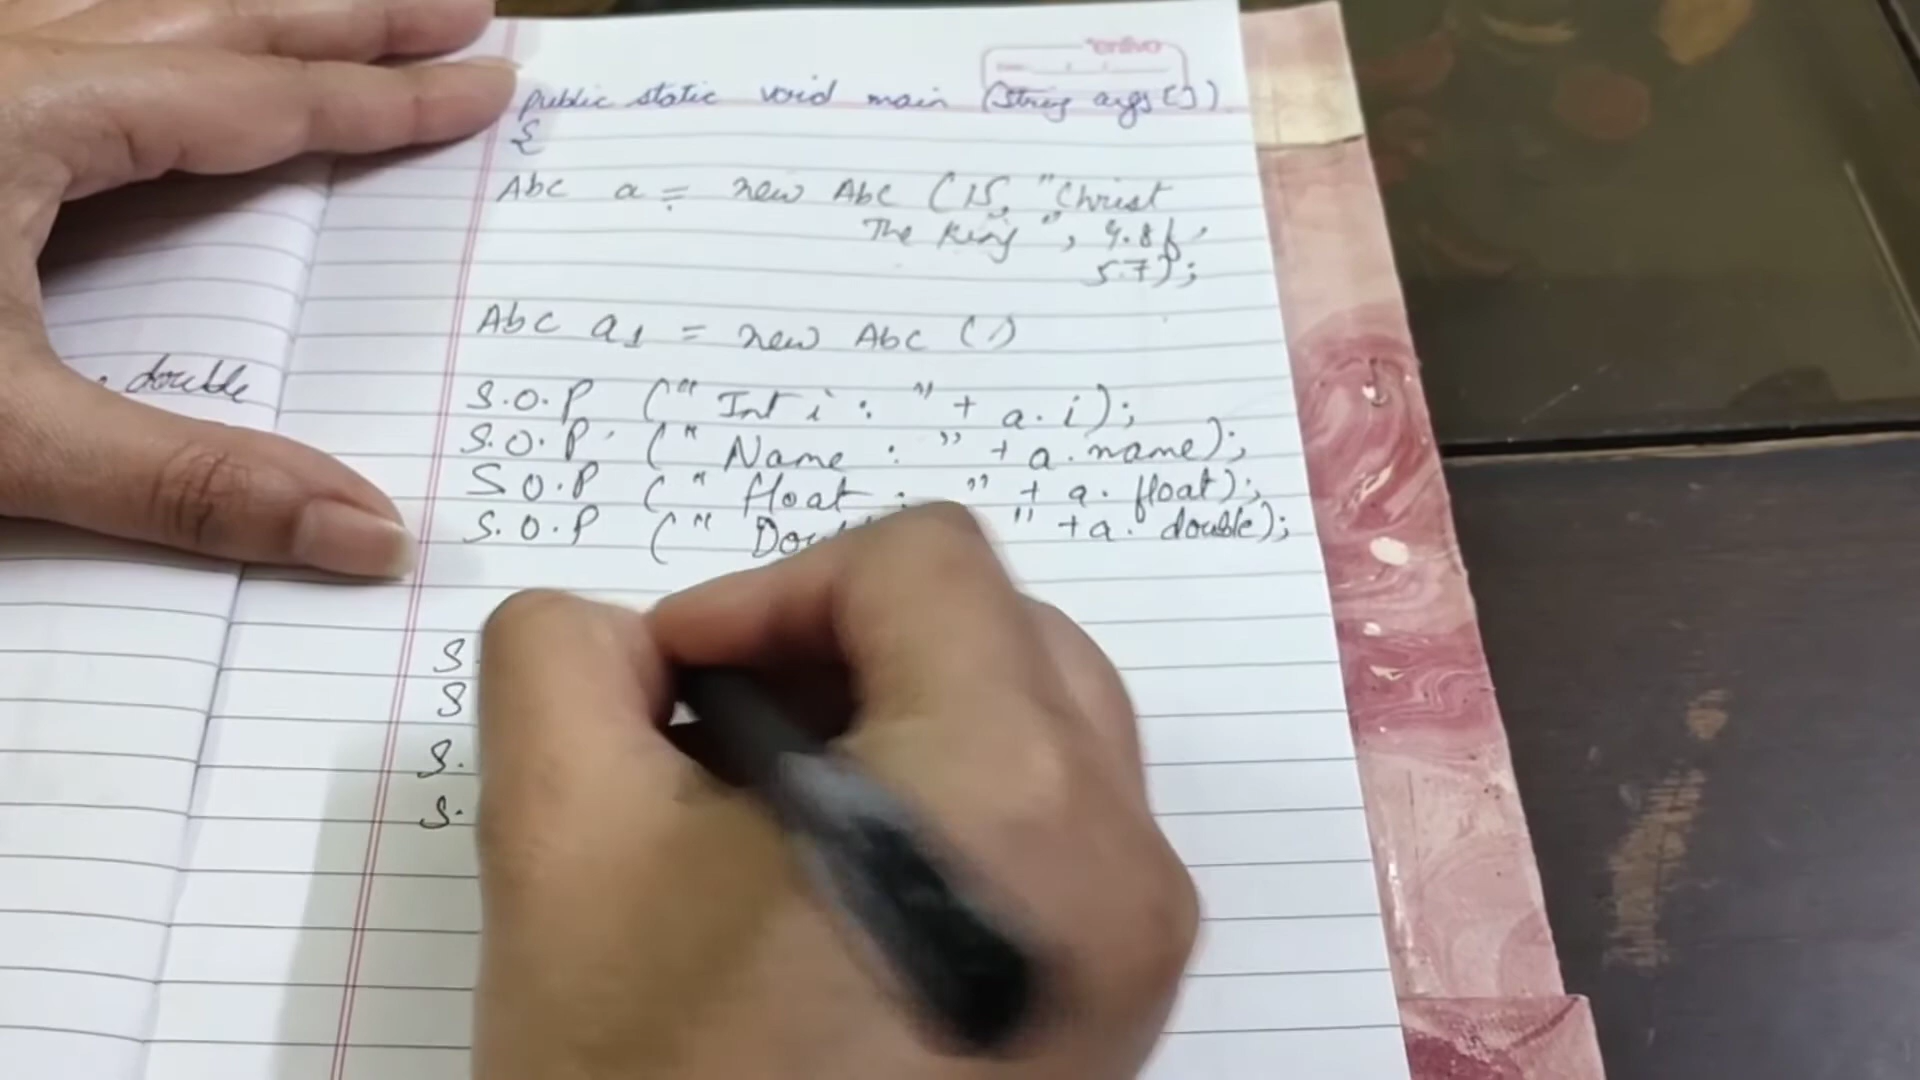 public static void main (String args[])
{
Abc a = new Abc (15, "Christ
The King", 4.8f,
5.7);
Abc a1 = new Abc ()
double
S.O.P (" Int i : " + a.i);
S.O.P. (" Name : " + a.name);
S.O.P (" float : " + a.float);
S.O.P (" Dou " + a. double);
S.
S
S.
S.